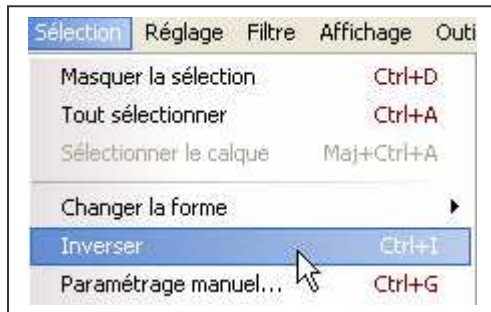 Sélection Réglage Filtre Affichage Outi
Masquer la sélection Ctrl+D
Tout sélectionner Ctrl+A
Sélectionner le calque Maj+Ctrl+A
Changer la forme
Inverser Ctrl+I
Paramétrage manuel... Ctrl+G